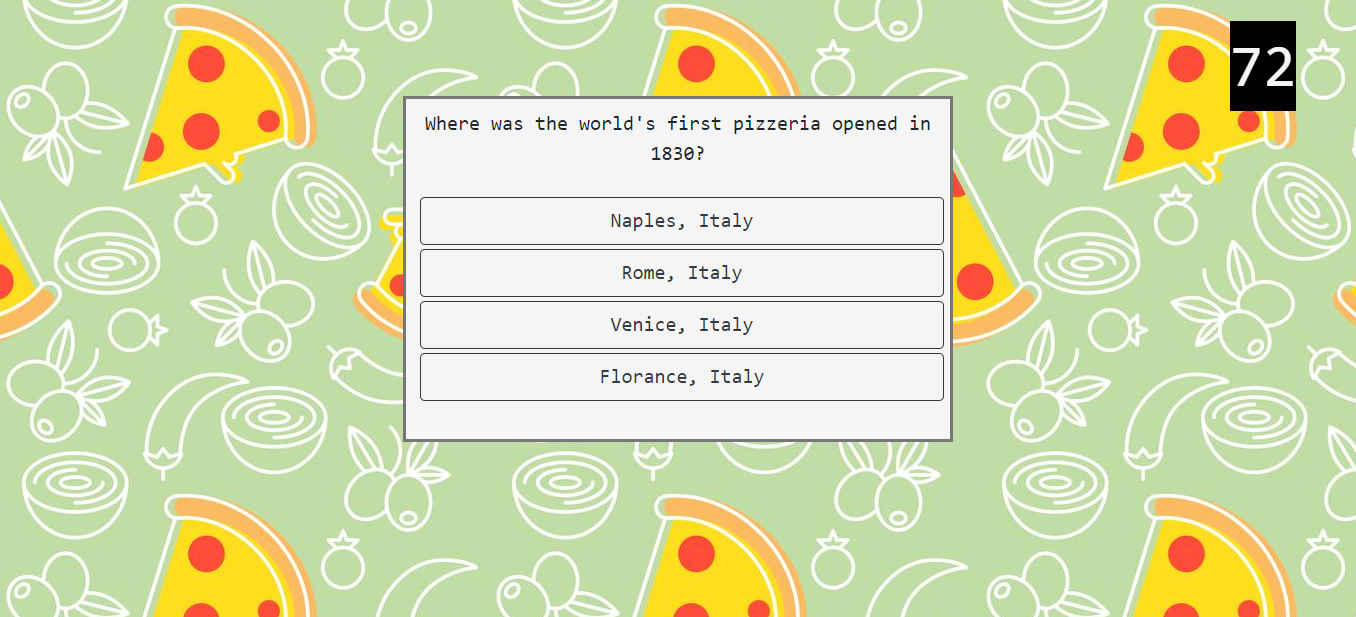 72
Where was the world's first pizzeria opened in
1830?
Naples, Italy
Rome, Italy
Venice, Italy
Florance, Italy